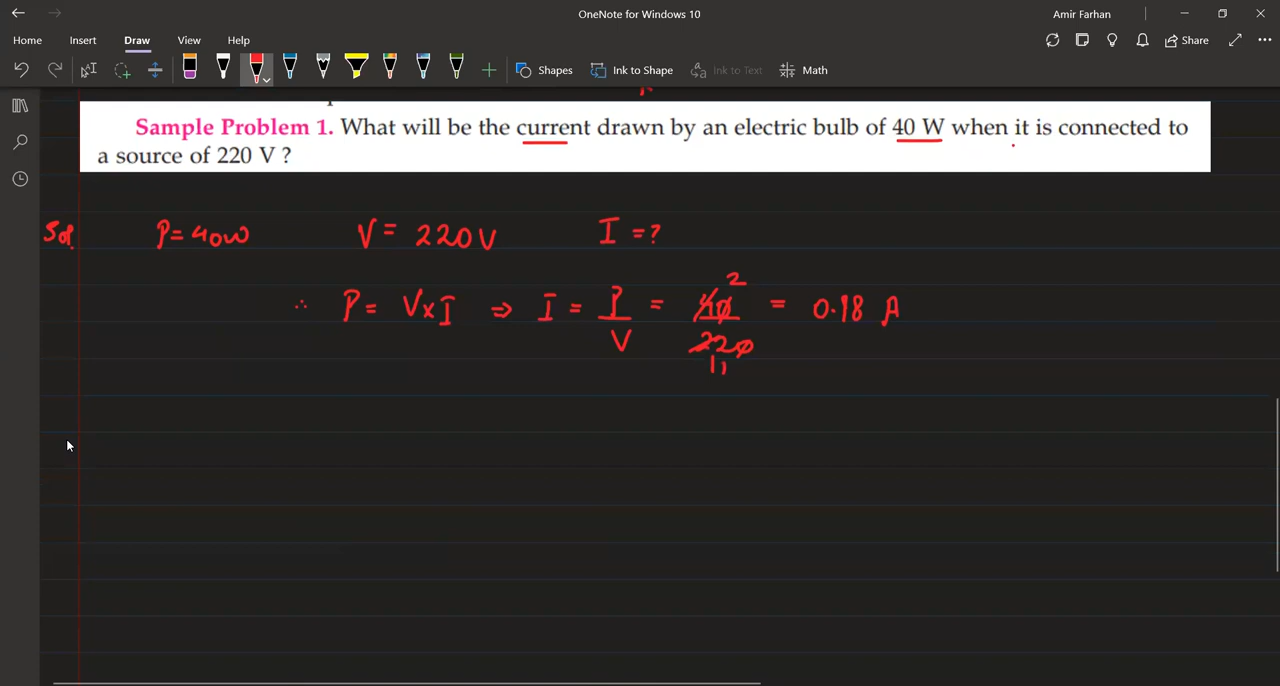 OneNote for Windows 10
Amir Farhan
Home Insert Draw View Help
Share
Shapes Ink to Shape Ink to Text Math
Sample Problem 1. What will be the current drawn by an electric bulb of 40 W when it is connected to
a source of 220 V ?
Sol. P = 40W V = 220V I = ?
∴ P = V×I ⇒ I = P/V = 40/220 2 11 = 0.18 A